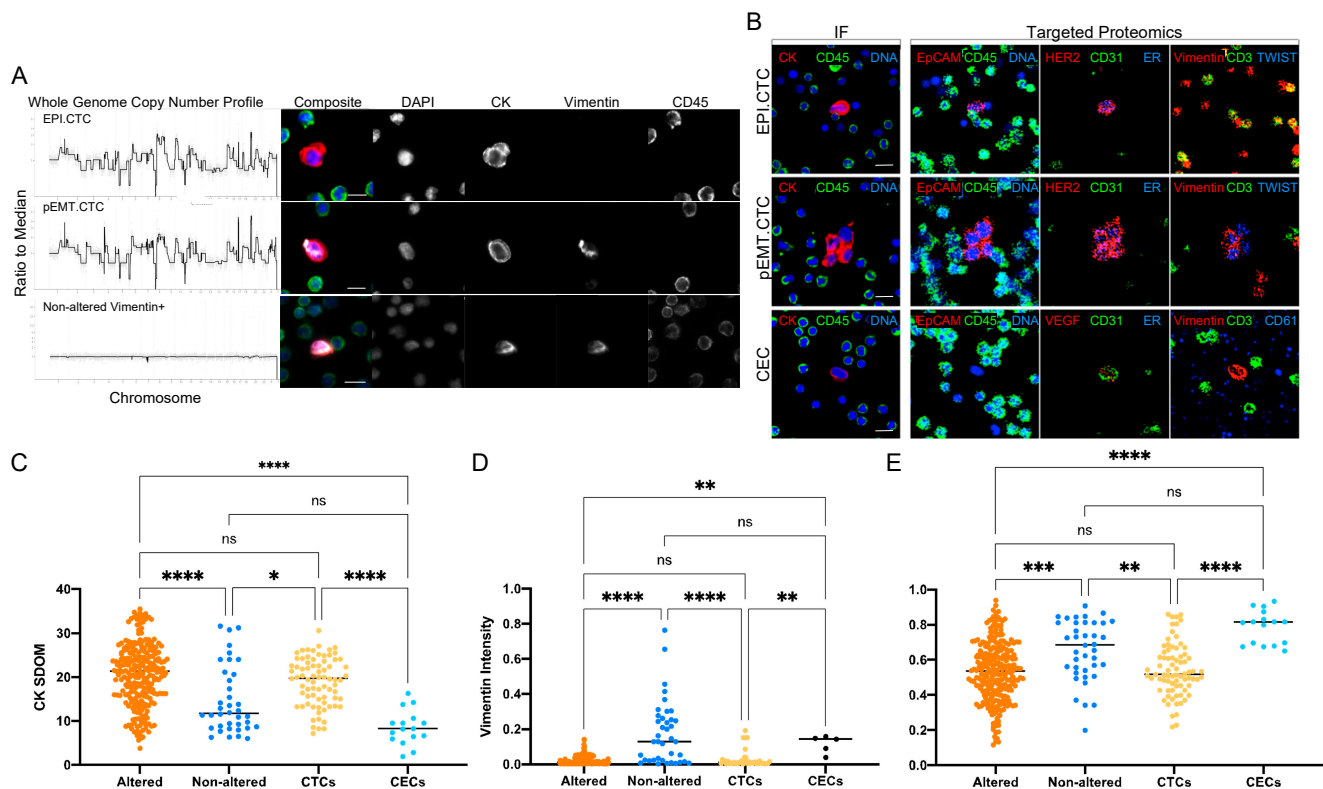 A
Whole Genome Copy Number Profile
Composite DAPI CK Vimentin CD45
EPI.CTC
pEMT.CTC
Non-altered Vimentin+
Ratio to Median
Chromosome
B
IF Targeted Proteomics
EPI.CTC
CK CD45 DNA EpCAM CD45 DNA HER2 CD31 ER Vimentin CD3 TWIST
pEMT.CTC
CK CD45 DNA EpCAM CD45 DNA HER2 CD31 ER Vimentin CD3 TWIST
CEC
CK CD45 DNA EpCAM CD45 DNA VEGF CD31 ER Vimentin CD3 CD61
C
****
ns
ns
**** * ****
CK SDOM
40
30
20
10
0
Altered Non-altered CTCs CECs
D
**
ns
ns
**** **** **
Vimentin Intensity
1.0
0.8
0.6
0.4
0.2
0.0
Altered Non-altered CTCs CECs
E
****
ns
ns
*** ** ****
1.0
0.8
0.6
0.4
0.2
0.0
Altered Non-altered CTCs CECs